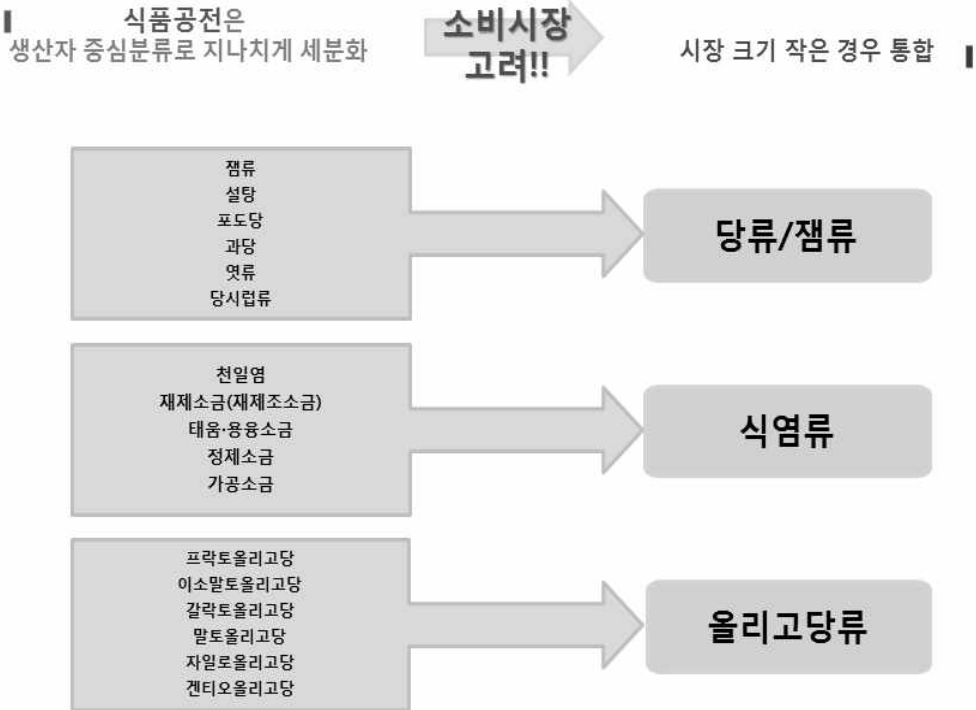 식품공전은
생산자 중심분류로 지나치게 세분화
소비시장
고려!!
시장 크기 작은 경우 통합
잼류
설탕
포도당
과당
엿류
당시럽류
당류/잼류
천일염
재제소금(재제조소금)
태움·용융소금
정제소금
가공소금
식염류
프락토올리고당
이소말토올리고당
갈락토올리고당
말토올리고당
자일로올리고당
겐티오올리고당
올리고당류